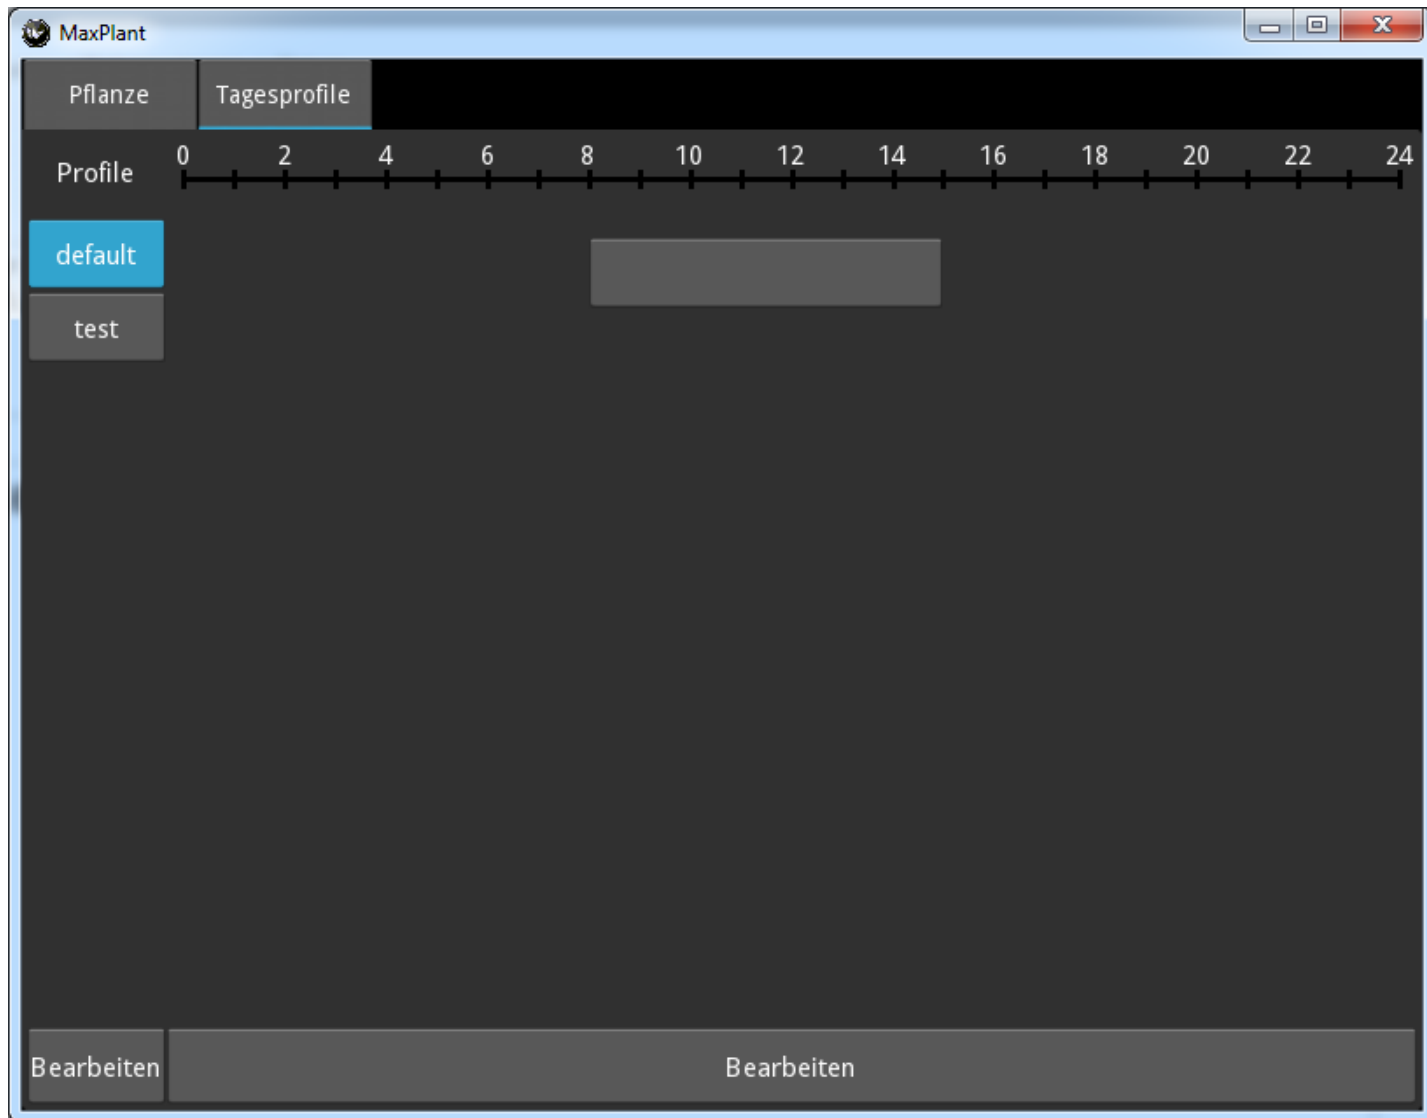 MaxPlant
Pflanze Tagesprofile
Profile 0 2 4 6 8 10 12 14 16 18 20 22 24
default
test
Bearbeiten Bearbeiten